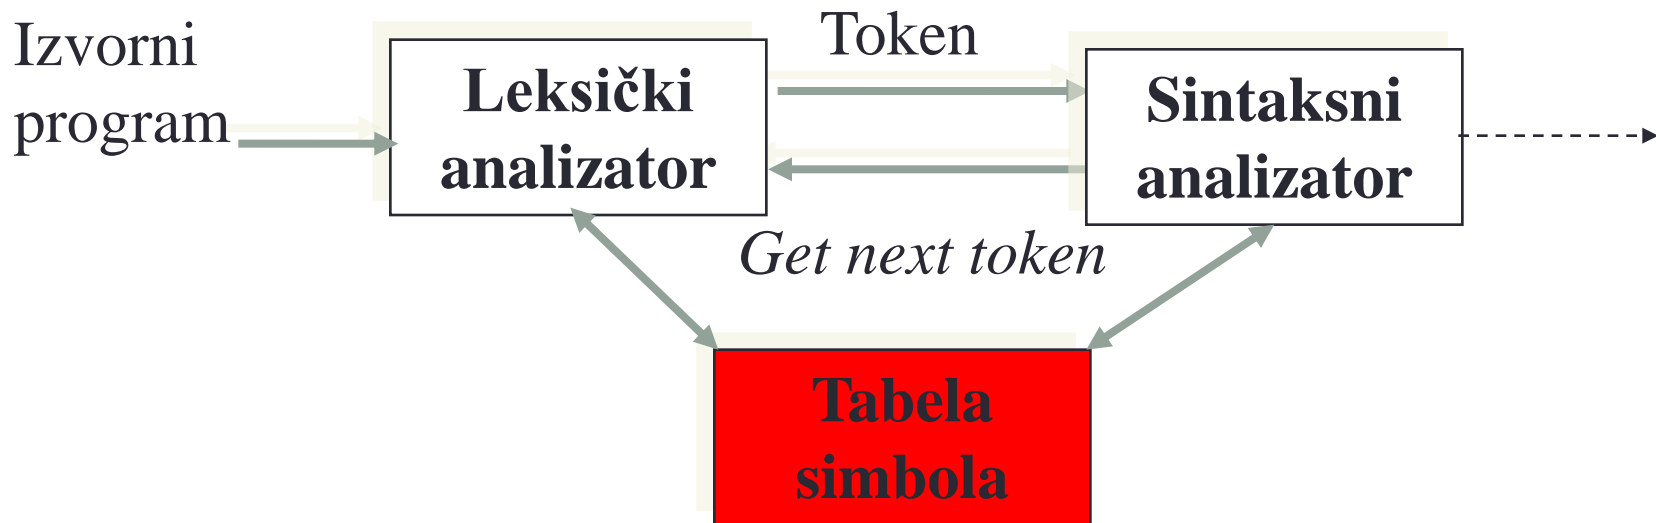 Izvorni
program
Leksički
analizator
Token
Sintaksni
analizator
Get next token
Tabela
simbola